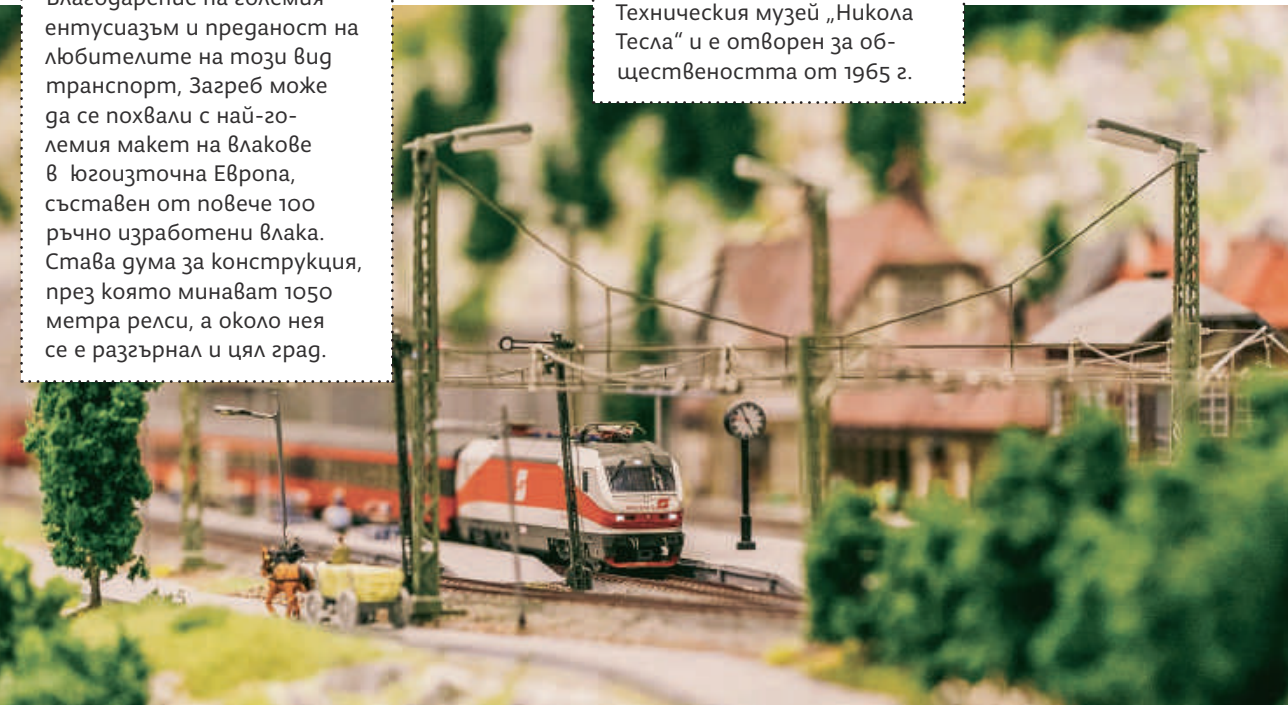 Благодарение на големия
ентусиазъм и преданост на
любителите на този вид
транспорт, Загреб може
да се похвали с най-го-
лемия макет на влакове
в югоизточна Европа,
съставен от повече 100
ръчно изработени влака.
Става дума за конструкция,
през която минават 1050
метра релси, а около нея
се е разгърнал и цял град.
Техническия музей „Никола
Тесла“ и е отворен за об-
ществеността от 1965 г.